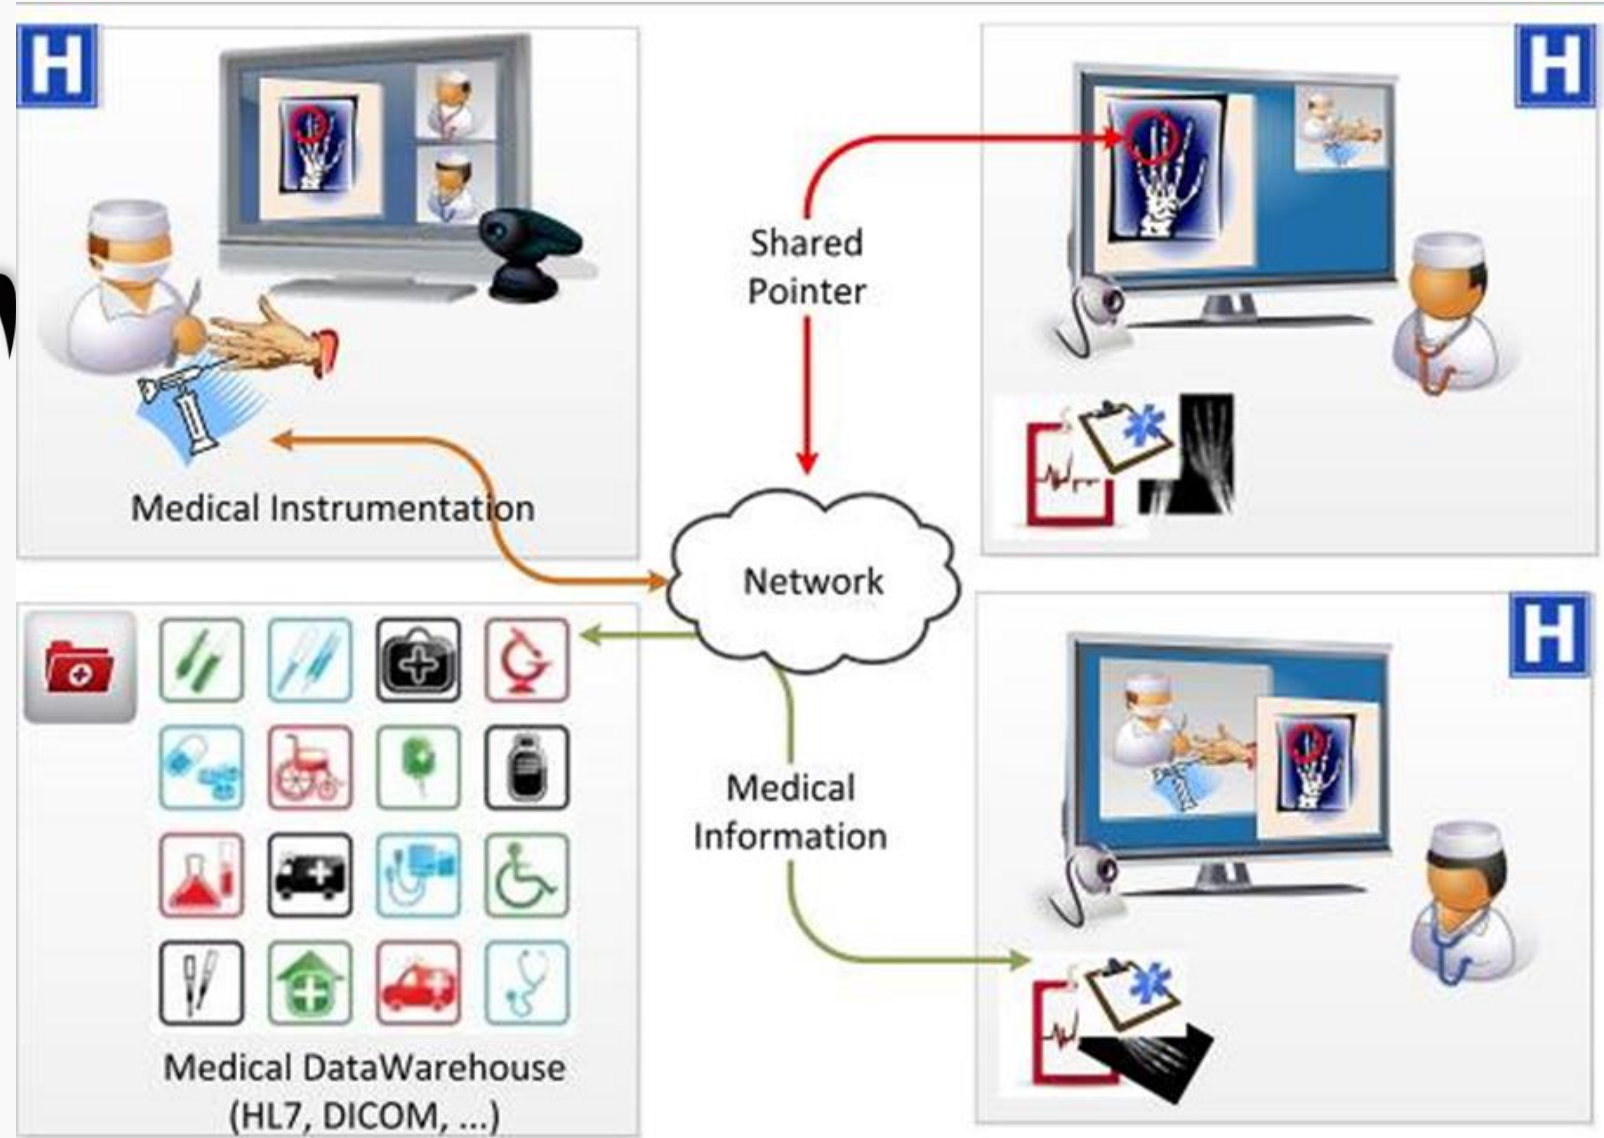 H
H
Shared
Pointer
Medical Instrumentation
Network
H
Medical
Information
Medical DataWarehouse
(HL7, DICOM, ...)